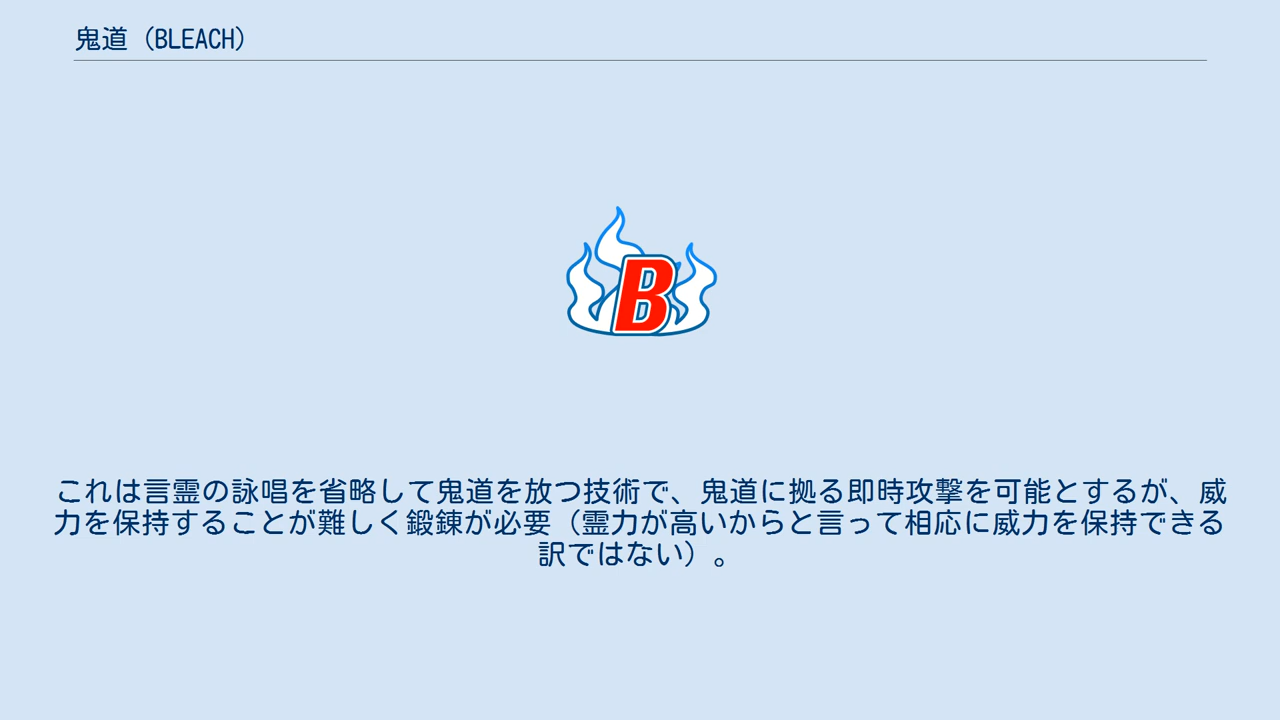 鬼道（BLEACH）
B
これは言霊の詠唱を省略して鬼道を放つ技術で、鬼道に拠る即時攻撃を可能とするが、威
力を保持することが難しく鍛錬が必要（霊力が高いからと言って相応に威力を保持できる
訳ではない）。